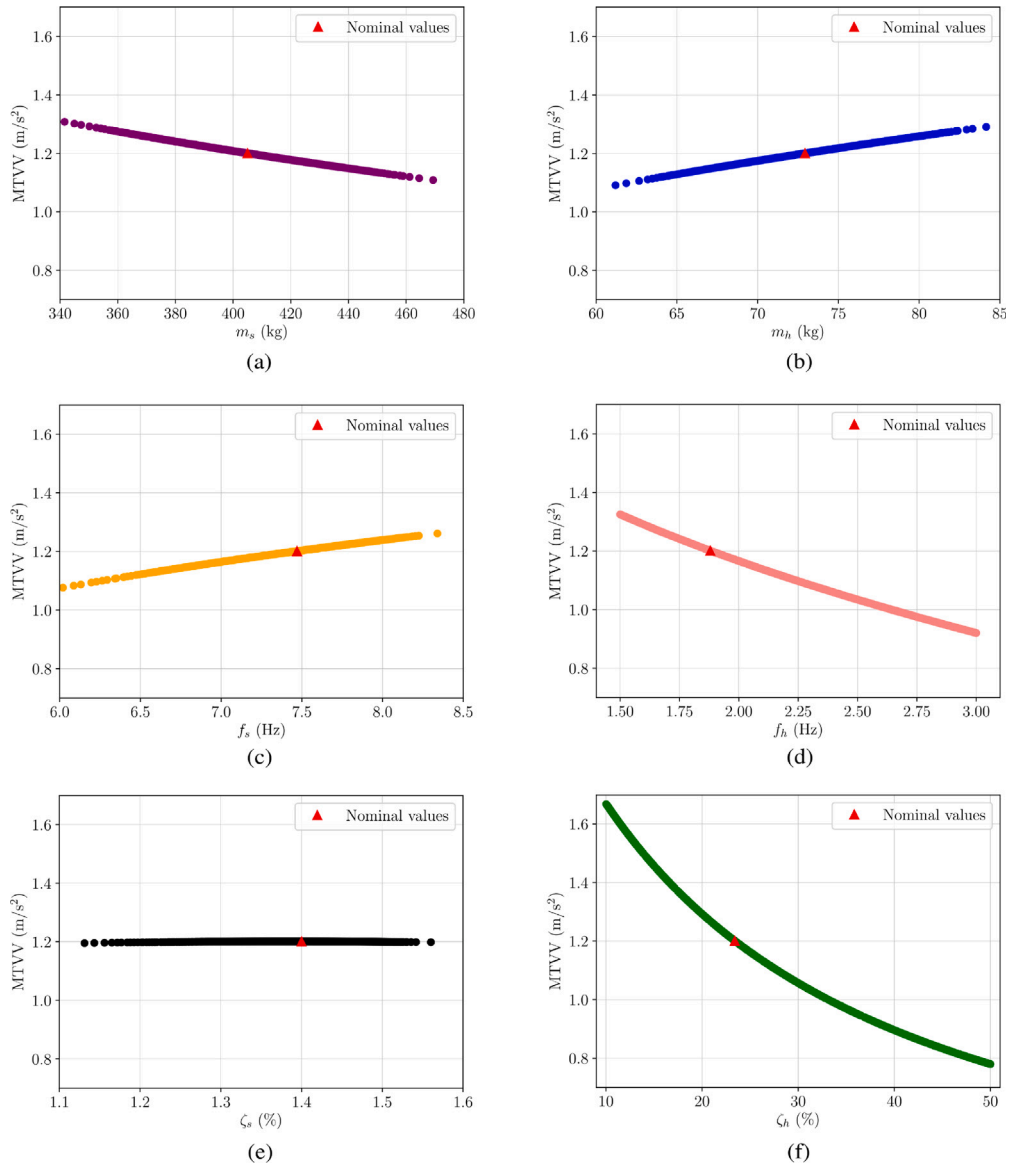 1.6
1.4
1.2
1.0
0.8
MTVV (m/s²)
Nominal values
340 360 380 400 420 440 460 480
mₛ (kg)
(a)
1.6
1.4
1.2
1.0
0.8
MTVV (m/s²)
Nominal values
60 65 70 75 80 85
mₕ (kg)
(b)
1.6
1.4
1.2
1.0
0.8
MTVV (m/s²)
Nominal values
6.0 6.5 7.0 7.5 8.0 8.5
fₛ (Hz)
(c)
1.6
1.4
1.2
1.0
0.8
MTVV (m/s²)
Nominal values
1.50 1.75 2.00 2.25 2.50 2.75 3.00
fₕ (Hz)
(d)
1.6
1.4
1.2
1.0
0.8
MTVV (m/s²)
Nominal values
1.1 1.2 1.3 1.4 1.5 1.6
ζₛ (%)
(e)
1.6
1.4
1.2
1.0
0.8
MTVV (m/s²)
Nominal values
10 20 30 40 50
ζₕ (%)
(f)